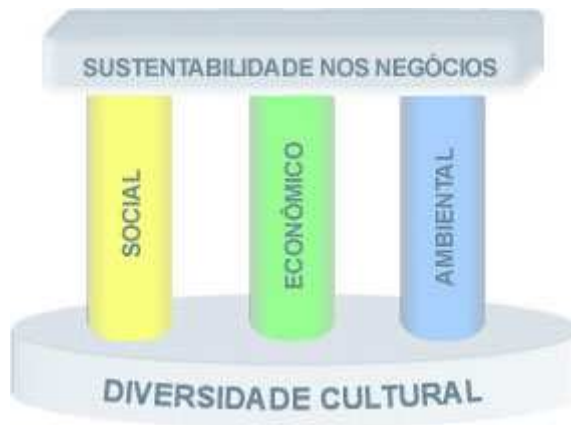 SUSTENTABILIDADE NOS NEGÓCIOS
SOCIAL
ECONÔMICO
AMBIENTAL
DIVERSIDADE CULTURAL